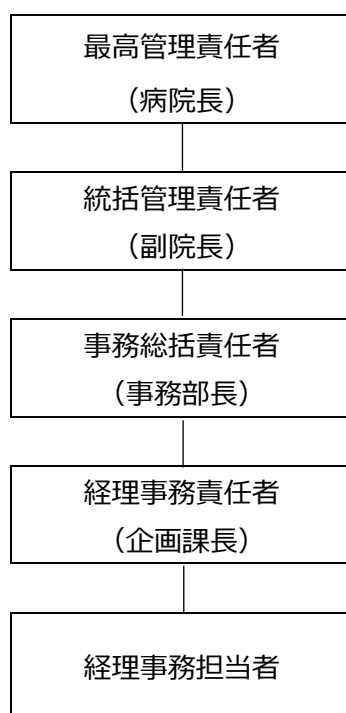 最高管理責任者
（病院長）
統括管理責任者
（副院長）
事務総括責任者
（事務部長）
経理事務責任者
（企画課長）
経理事務担当者